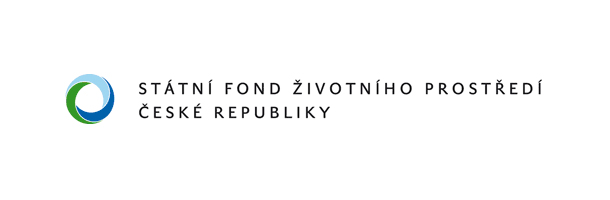 STÁTNÍ FOND ŽIVOTNÍHO PROSTŘEDÍ
ČESKÉ REPUBLIKY